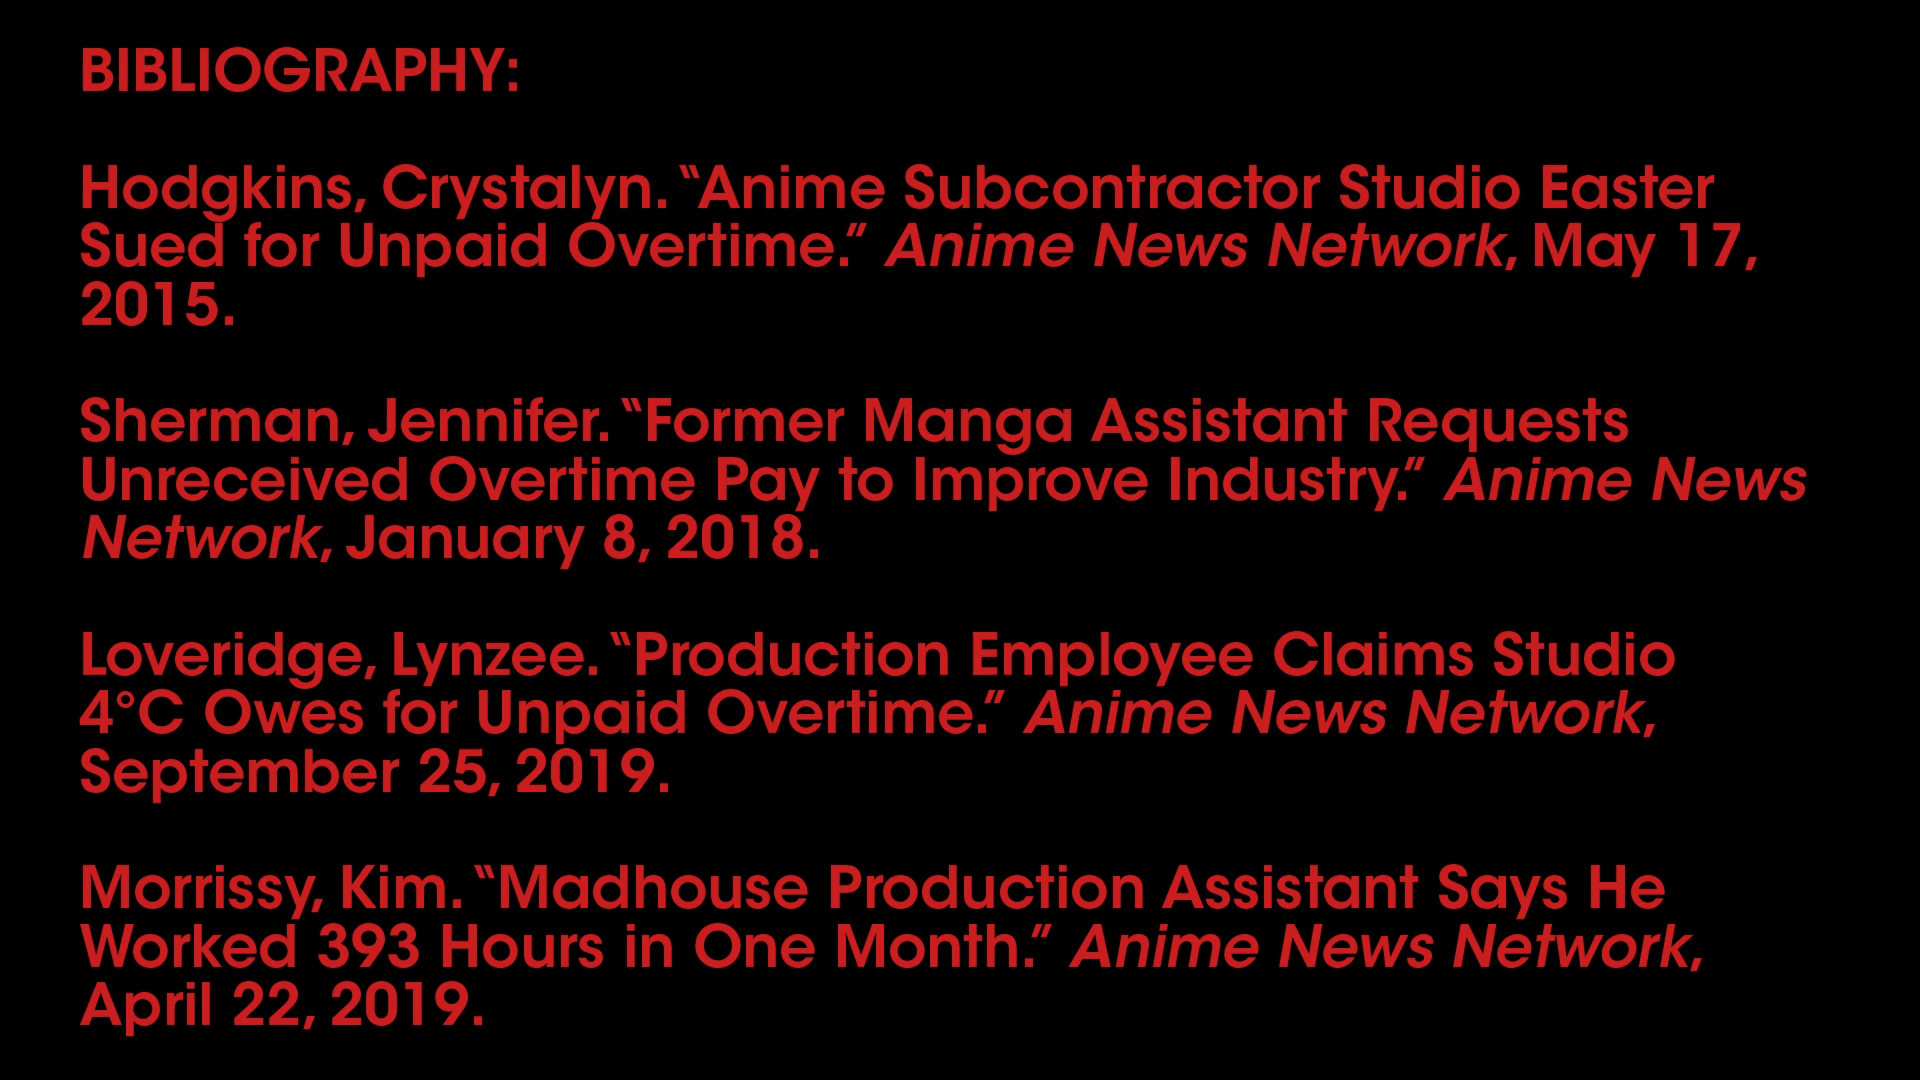 BIBLIOGRAPHY:
Hodgkins, Crystalyn. “Anime Subcontractor Studio Easter
Sued for Unpaid Overtime.” Anime News Network, May 17,
2015.
Sherman, Jennifer. “Former Manga Assistant Requests
Unreceived Overtime Pay to Improve Industry.” Anime News
Network, January 8, 2018.
Loveridge, Lynzee. “Production Employee Claims Studio
4°C Owes for Unpaid Overtime.” Anime News Network,
September 25, 2019.
Morrissy, Kim. “Madhouse Production Assistant Says He
Worked 393 Hours in One Month.” Anime News Network,
April 22, 2019.